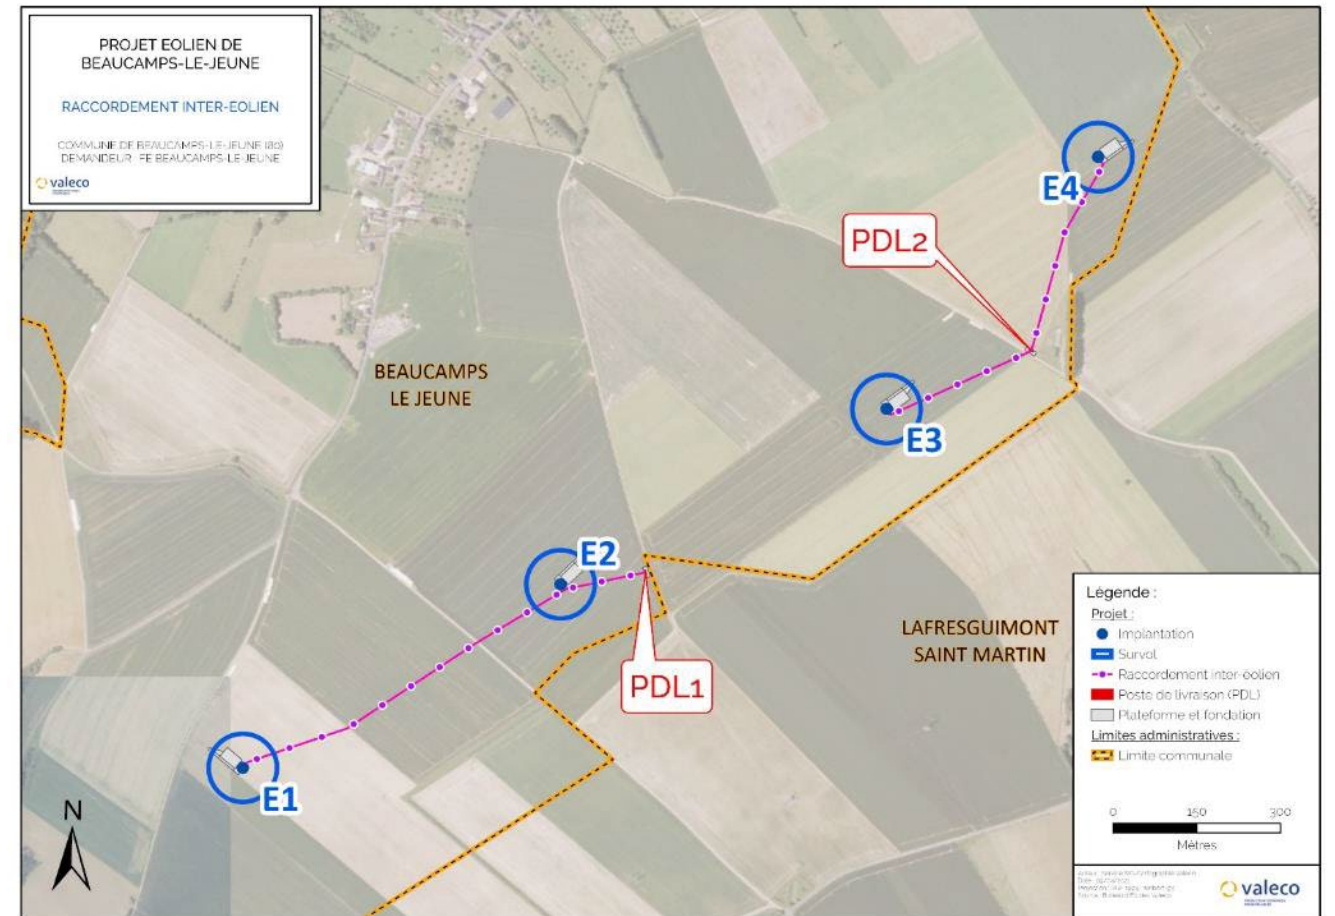 PROJET EOLIEN DE
BEAUCAMPS-LE-JEUNE
RACCORDEMENT INTER-EOLIEN
COMMUNE DE BEAUCAMPS-LE-JEUNE (80)
DEMANDEUR : FE BEAUCAMPS-LE-JEUNE
valeco
E4
PDL2
BEAUCAMPS
LE JEUNE
E3
E2
LAFRESGUIMONT
SAINT MARTIN
PDL1
E1
N
Légende :
Projet :
Implantation
Survol
Raccordement inter-éolien
Poste de livraison (PDL)
Plateforme et fondation
Limites administratives :
Limite communale
0 150 300
Mètres
valeco